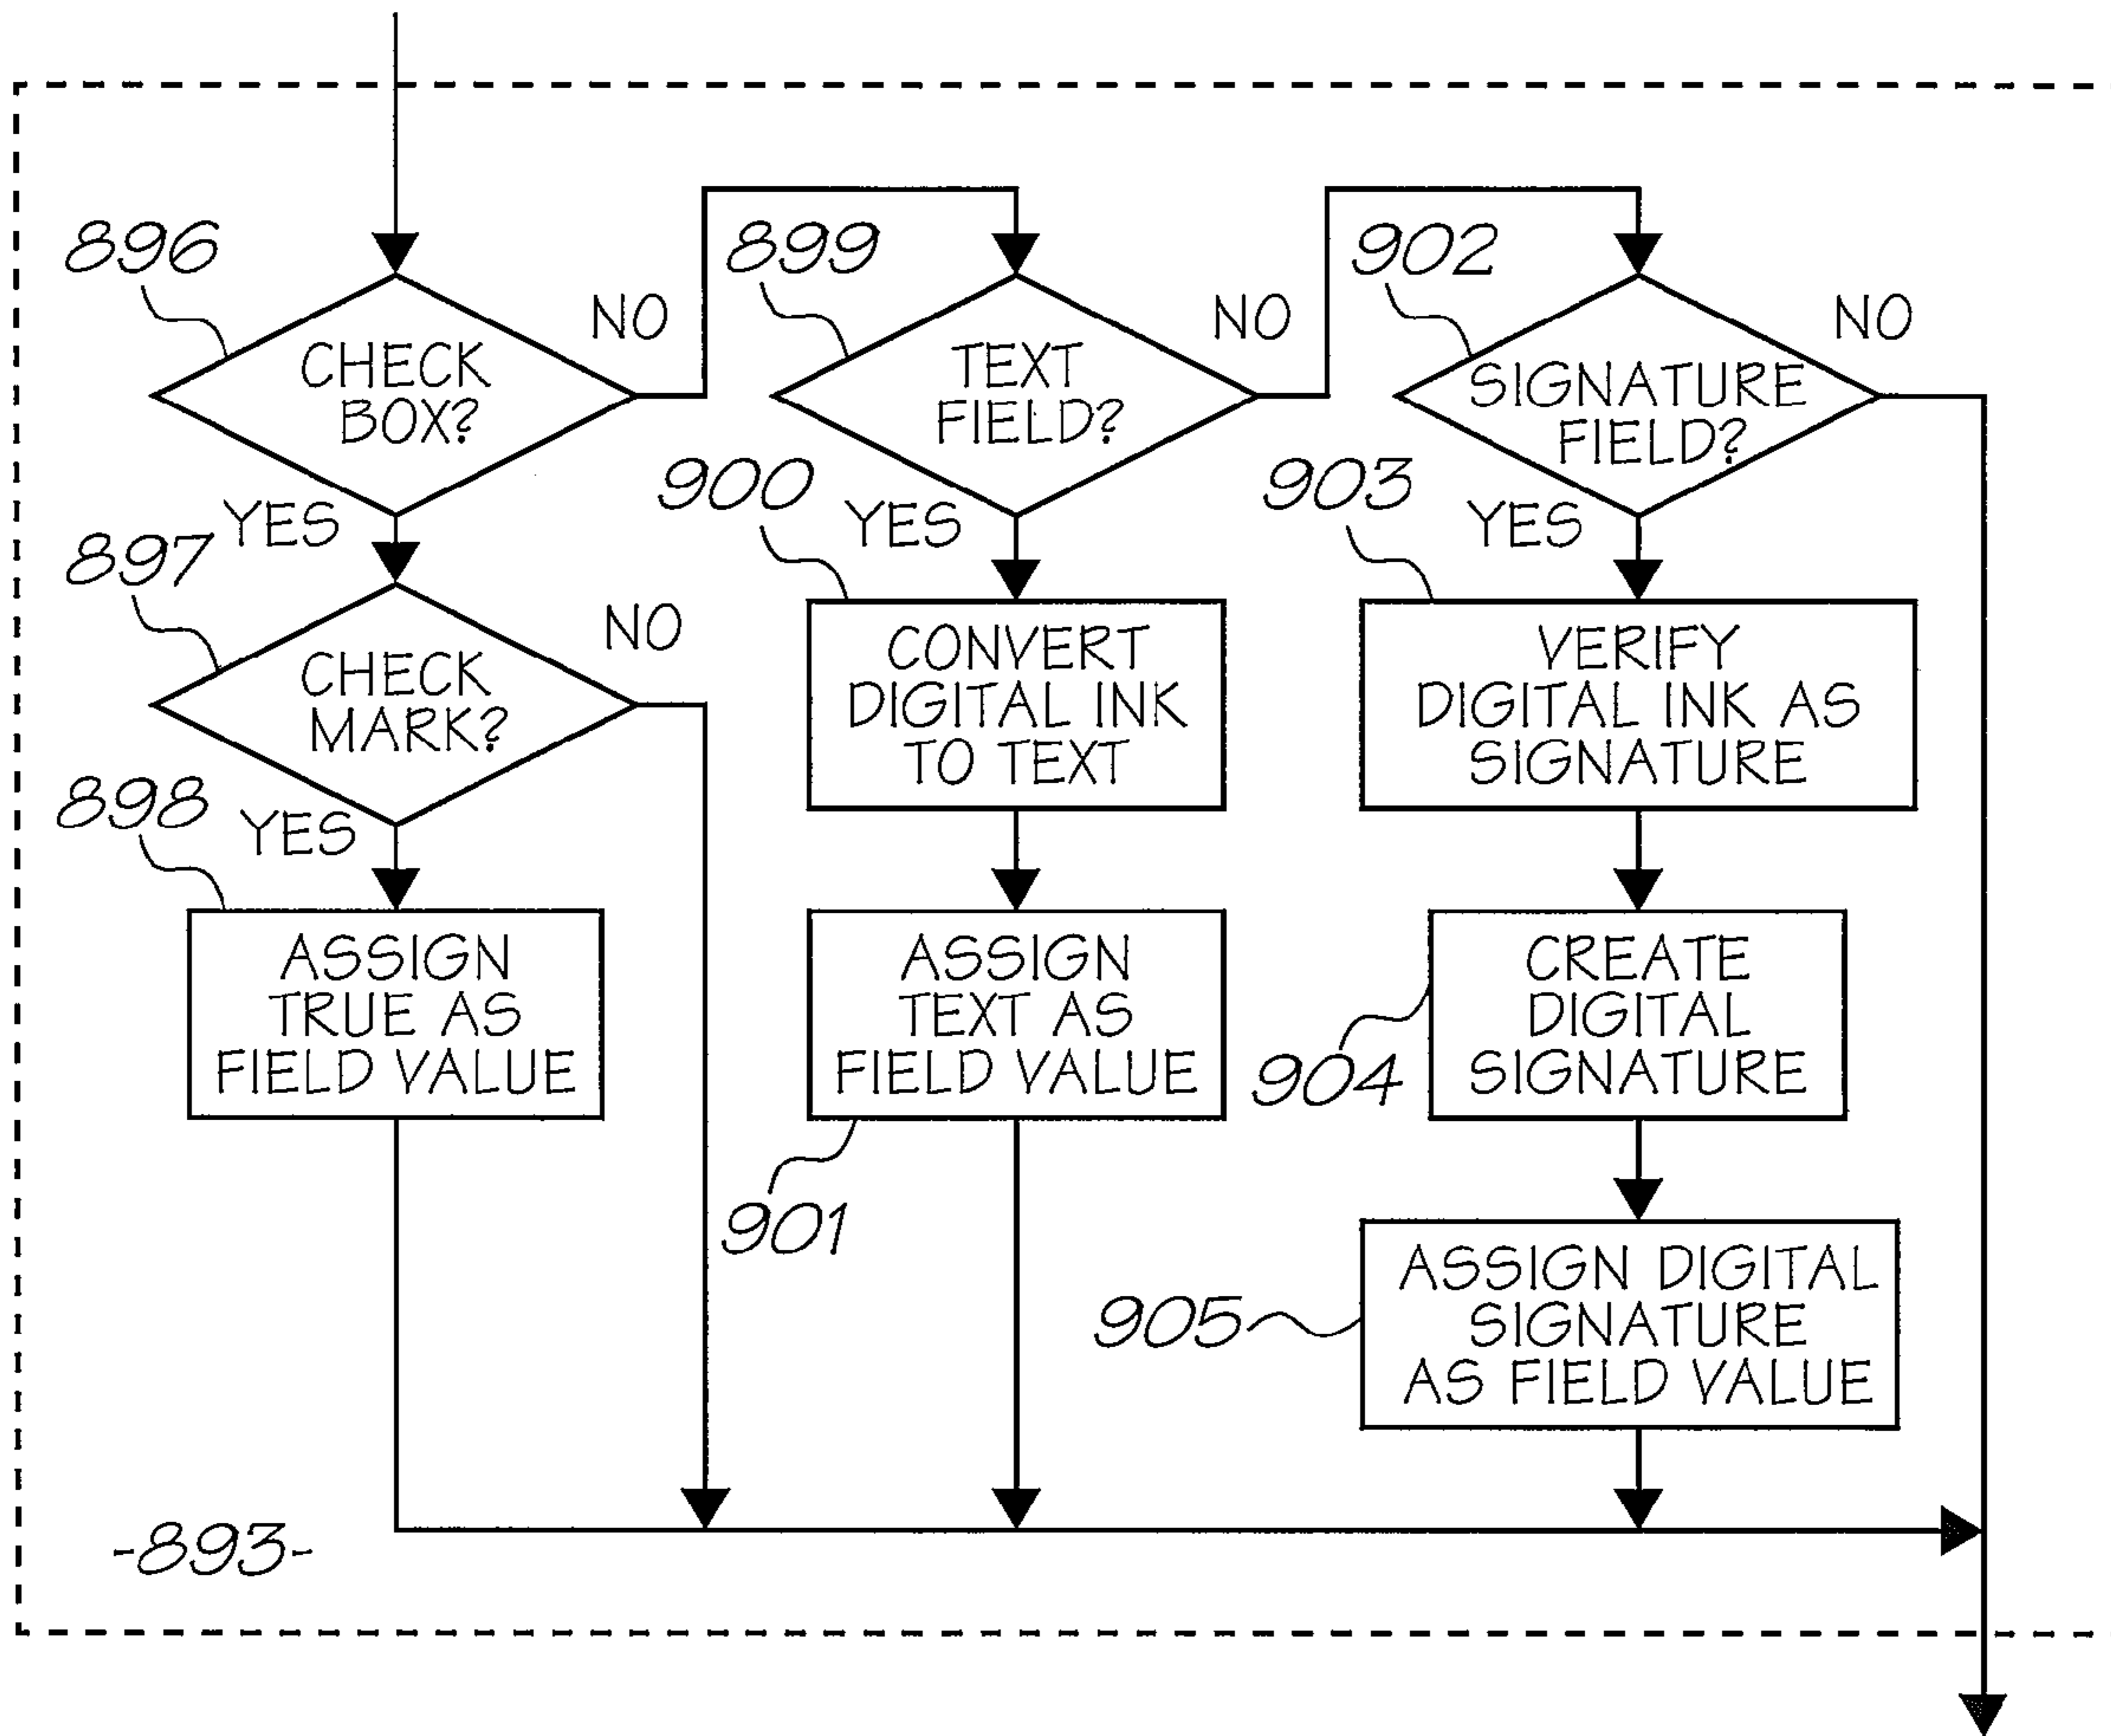 896
CHECK
BOX?
NO
YES
897
CHECK
MARK?
NO
898
YES
ASSIGN
TRUE AS
FIELD VALUE
899
TEXT
FIELD?
NO
900
YES
CONVERT
DIGITAL INK
TO TEXT
ASSIGN
TEXT AS
FIELD VALUE
901
902
SIGNATURE
FIELD?
NO
903
YES
VERIFY
DIGITAL INK AS
SIGNATURE
CREATE
DIGITAL
SIGNATURE
904
ASSIGN DIGITAL
SIGNATURE
AS FIELD VALUE
905
-893-